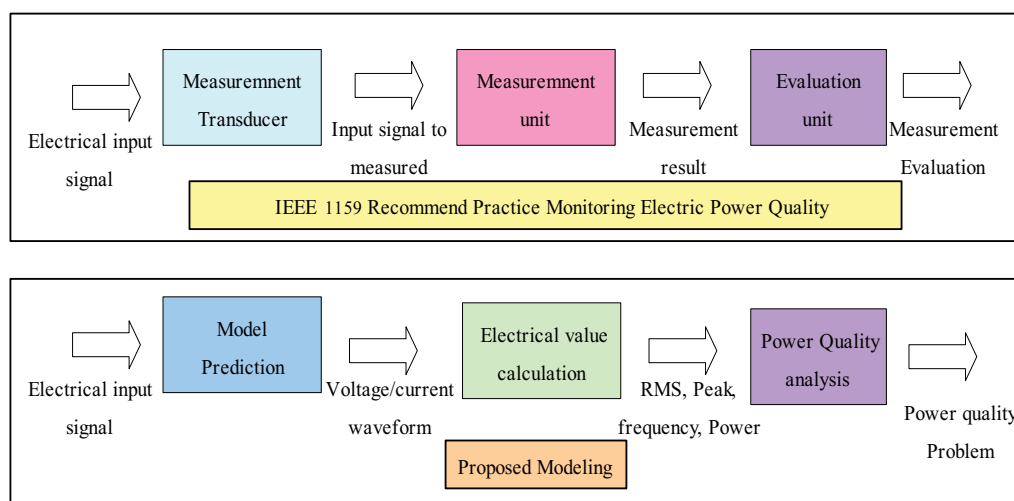 Measuremnent
Transducer
Measuremnent
unit
Evaluation
unit
Electrical input
signal
Input signal to
measured
Measurement
result
Measurement
Evaluation
IEEE 1159 Recommend Practice Monitoring Electric Power Quality
Model
Prediction
Electrical value
calculation
Power Quality
analysis
Electrical input
signal
Voltage/current
waveform
RMS, Peak,
frequency, Power
Power quality
Problem
Proposed Modeling